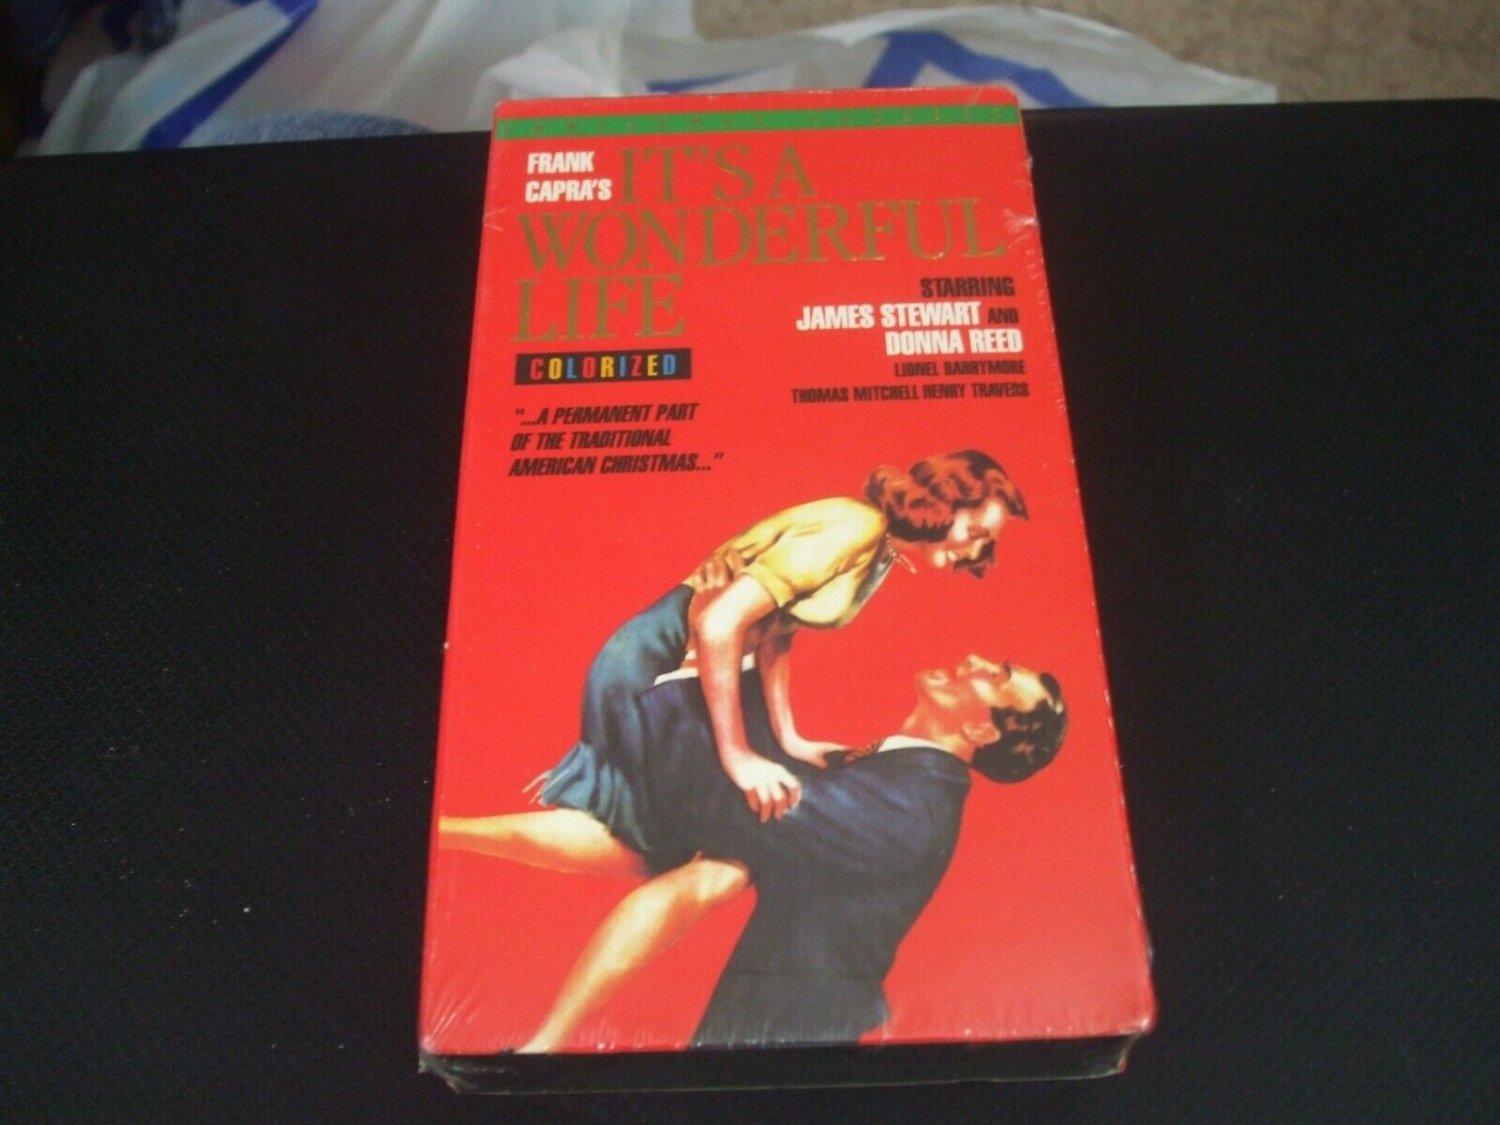 FRANK
CAPRA'S
IT'S A
WONDERFUL
LIFE
COLORIZED
STARRING
JAMES STEWART AND
DONNA REED
LIONEL BARRYMORE
THOMAS MITCHELL HENRY TRAVERS
"...A PERMANENT PART
OF THE TRADITIONAL
AMERICAN CHRISTMAS..."